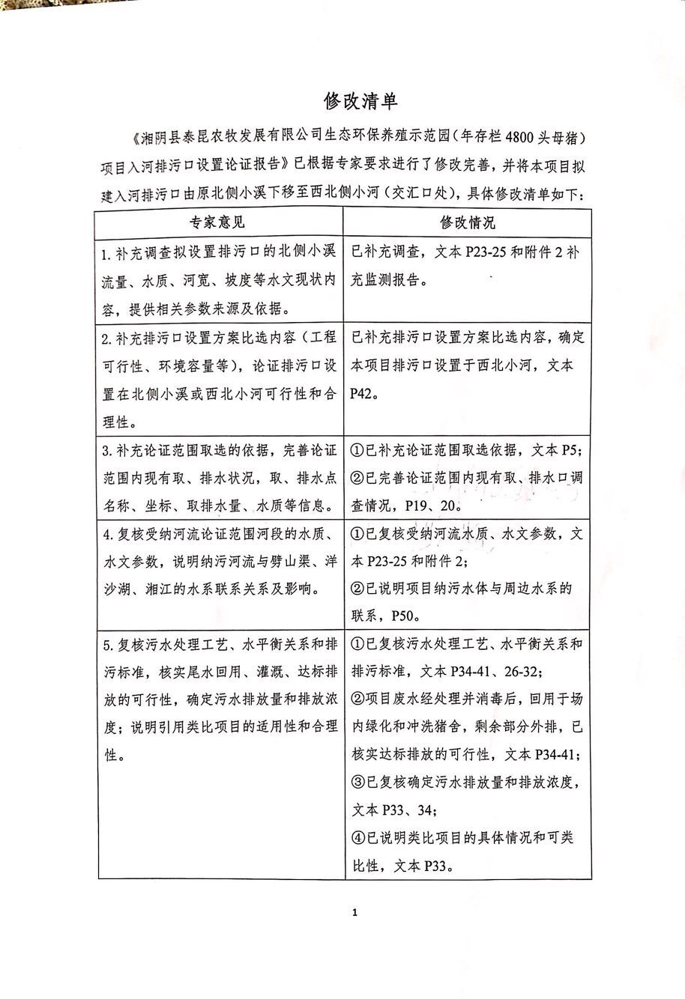 修改清单
《湘阴县泰昆农牧发展有限公司生态环保养殖示范园（年存栏 4800 头母猪）
项目入河排污口设置论证报告》已根据专家要求进行了修改完善，并将本项目拟
建入河排污口由原北侧小溪下移至西北侧小河（交汇口处），具体修改清单如下：
专家意见
修改情况
1. 补充调查拟设置排污口的北侧小溪
流量、水质、河宽、坡度等水文现状内
容，提供相关参数来源及依据。
已补充调查，文本 P23-25 和附件 2 补
充监测报告。
2. 补充排污口设置方案比选内容（工程
可行性、环境容量等），论证排污口设
置在北侧小溪或西北小河可行性和合
理性。
已补充排污口设置方案比选内容，确定
本项目排污口设置于西北小河，文本
P42。
3. 补充论证范围取选的依据，完善论证
范围内现有取、排水状况，取、排水点
名称、坐标、取排水量、水质等信息。
①已补充论证范围取选依据，文本 P5；
②已完善论证范围内现有取、排水口调
查情况，P19、20。
4. 复核受纳河流论证范围河段的水质、
水文参数，说明纳污河流与劈山渠、洋
沙湖、湘江的水系联系关系及影响。
①已复核受纳河流水质、水文参数，文
本 P23-25 和附件 2；
②已说明项目纳污水体与周边水系的
联系，P50。
5. 复核污水处理工艺、水平衡关系和排
污标准，核实尾水回用、灌溉、达标排
放的可行性，确定污水排放量和排放浓
度；说明引用类比项目的适用性和合理
性。
①已复核污水处理工艺、水平衡关系和
排污标准，文本 P34-41、26-32；
②项目废水经处理并消毒后，回用于场
内绿化和冲洗猪舍，剩余部分外排，已
核实达标排放的可行性，文本 P34-41；
③已复核确定污水排放量和排放浓度，
文本 P33、34；
④已说明类比项目的具体情况和可类
比性，文本 P33。
1